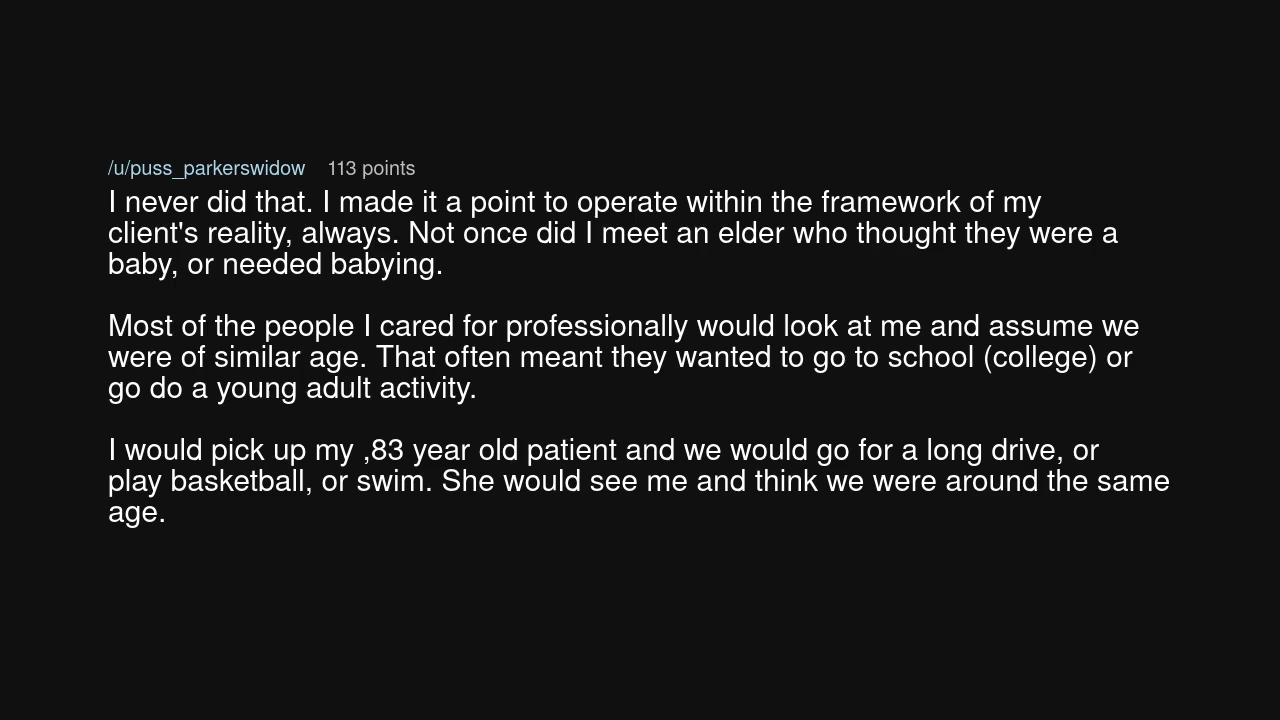 /u/puss_parkerswidow 113 points
I never did that. I made it a point to operate within the framework of my
client's reality, always. Not once did I meet an elder who thought they were a
baby, or needed babying.
Most of the people I cared for professionally would look at me and assume we
were of similar age. That often meant they wanted to go to school (college) or
go do a young adult activity.
I would pick up my ,83 year old patient and we would go for a long drive, or
play basketball, or swim. She would see me and think we were around the same
age.